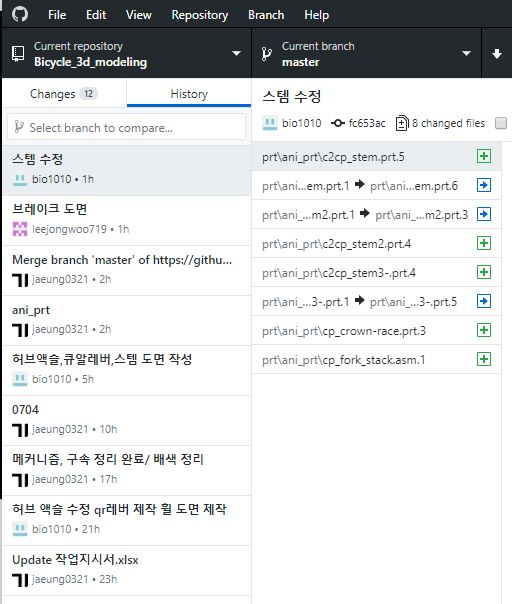 File Edit View Repository Branch Help
Current repository
Bicycle_3d_modeling
Current branch
master
Changes 12
History
Select branch to compare...
스템 수정
bio1010 • 1h
브레이크 도면
leejongwoo719 • 1h
Merge branch 'master' of https://githu...
jaeung0321 • 2h
ani_prt
jaeung0321 • 2h
허브액슬,큐알레버,스템 도면 작성
bio1010 • 5h
0704
jaeung0321 • 10h
메커니즘, 구속 정리 완료/ 배색 정리
jaeung0321 • 17h
허브 액슬 수정 qr레버 제작 휠 도면 제작
bio1010 • 21h
Update 작업지시서.xlsx
jaeung0321 • 23h
스템 수정
bio1010 fc653ac 8 changed files
prt\ani_prt\c2cp_stem.prt.5
prt\ani...em.prt.1 → prt\ani...em.prt.6
prt\ani_...m2.prt.1 → prt\ani_...m2.prt.3
prt\ani_prt\c2cp_stem2.prt.4
prt\ani_prt\c2cp_stem3-.prt.4
prt\ani_...3-.prt.1 → prt\ani_...3-.prt.5
prt\ani_prt\cp_crown-race.prt.3
prt\ani_prt\cp_fork_stack.asm.1